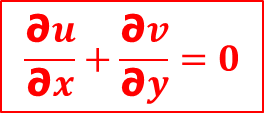 ∂u/∂x + ∂v/∂y = 0